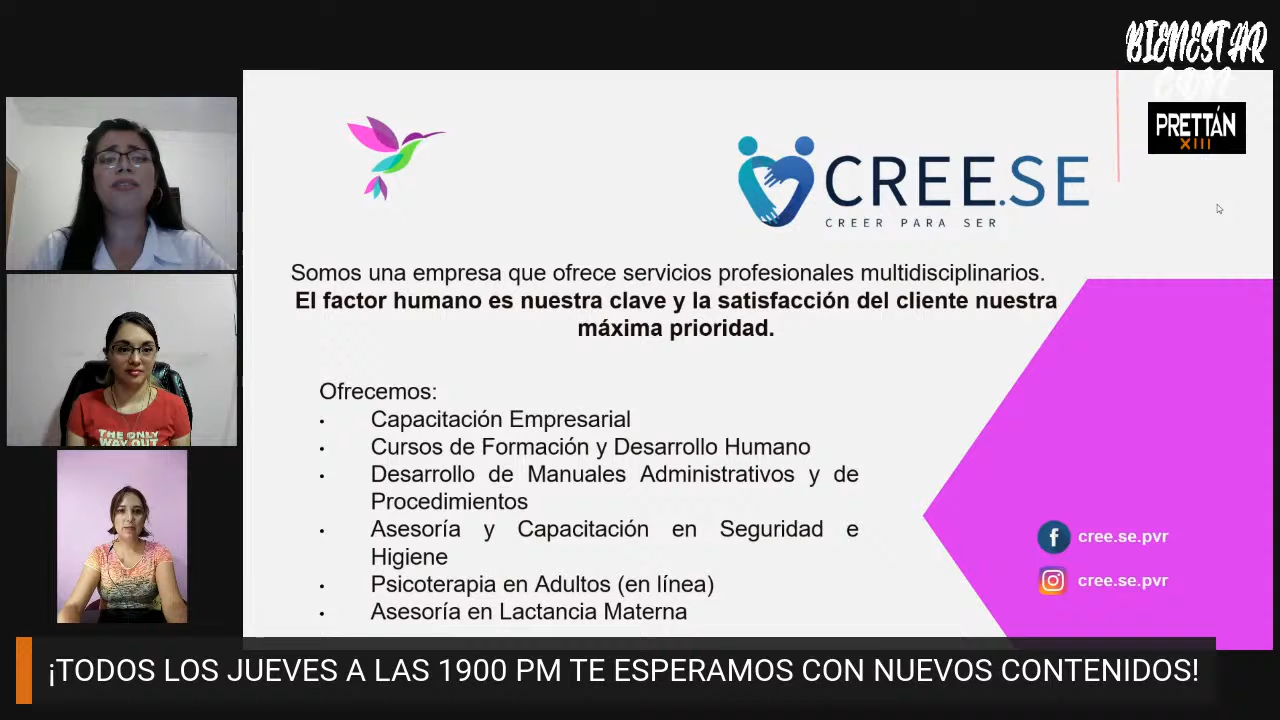 BIENESTAR
CON
PRETTÁN
XIII
CREE.SE
CREER PARA SER
Somos una empresa que ofrece servicios profesionales multidisciplinarios.
El factor humano es nuestra clave y la satisfacción del cliente nuestra
máxima prioridad.
Ofrecemos:
• Capacitación Empresarial
• Cursos de Formación y Desarrollo Humano
• Desarrollo de Manuales Administrativos y de
Procedimientos
• Asesoría y Capacitación en Seguridad e
Higiene
• Psicoterapia en Adultos (en línea)
• Asesoría en Lactancia Materna
cree.se.pvr
cree.se.pvr
THE ONLY
WAY OUT
¡TODOS LOS JUEVES A LAS 1900 PM TE ESPERAMOS CON NUEVOS CONTENIDOS!